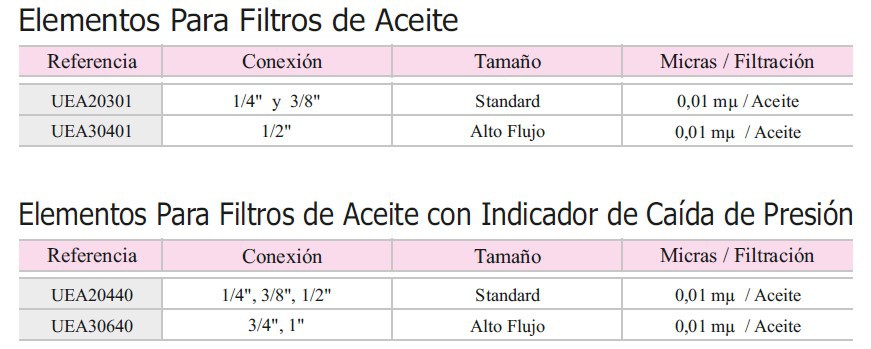 Elementos Para Filtros de Aceite
Referencia Conexión Tamaño Micras / Filtración
UEA20301 1/4" y 3/8" Standard 0,01 mµ / Aceite
UEA30401 1/2" Alto Flujo 0,01 mµ / Aceite
Elementos Para Filtros de Aceite con Indicador de Caída de Presión
Referencia Conexión Tamaño Micras / Filtración
UEA20440 1/4", 3/8", 1/2" Standard 0,01 mµ / Aceite
UEA30640 3/4", 1" Alto Flujo 0,01 mµ / Aceite